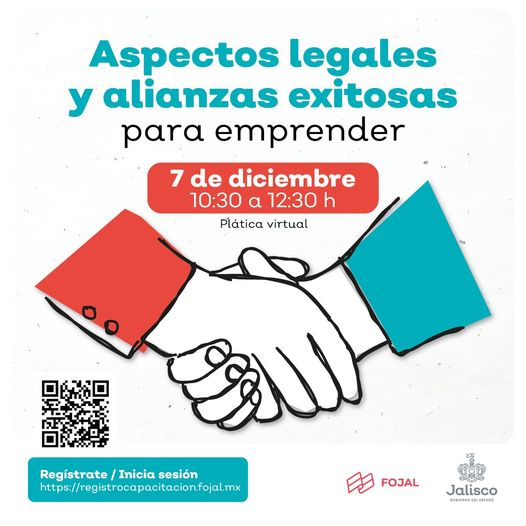 Aspectos legales
y alianzas exitosas
para emprender
7 de diciembre
10:30 a 12:30 h
Plática virtual
Regístrate / Inicia sesión
https://registrocapacitacion.fojal.mx
FOJAL
Jalisco
GOBIERNO DEL ESTADO